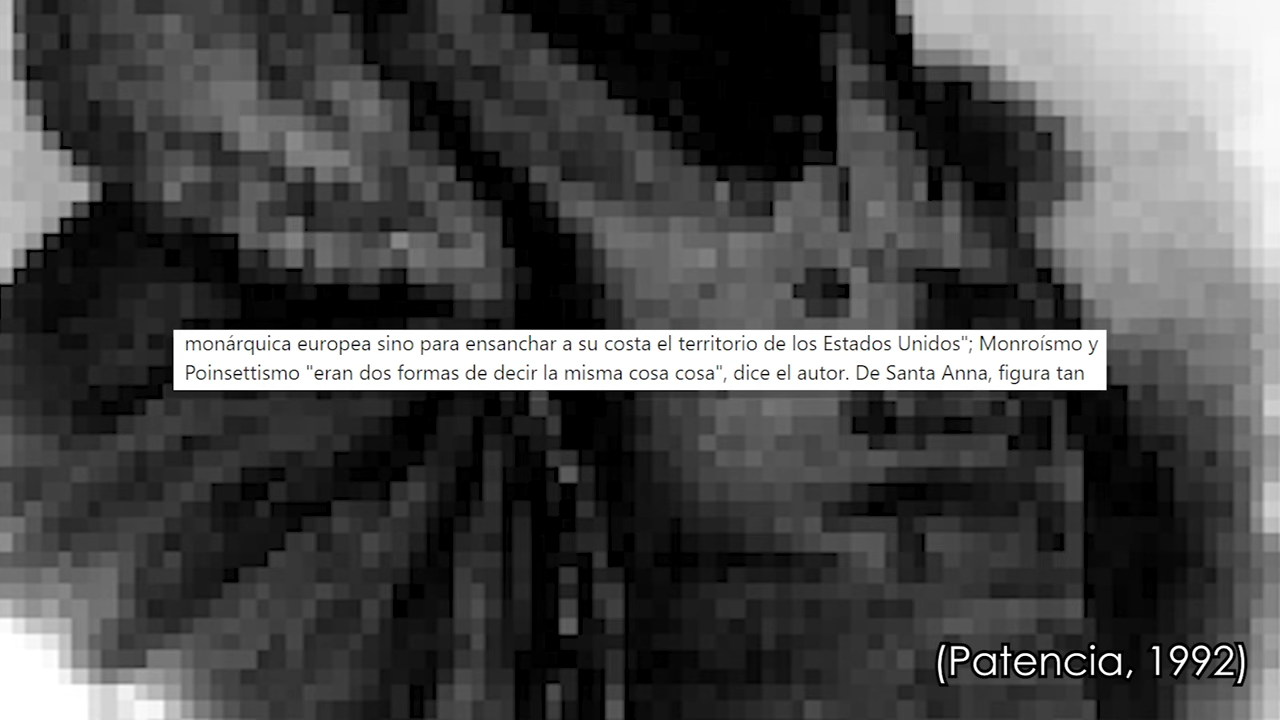 monárquica europea sino para ensanchar a su costa el territorio de los Estados Unidos"; Monroísmo y
Poinsettismo "eran dos formas de decir la misma cosa cosa", dice el autor. De Santa Anna, figura tan
(Patencia, 1992)